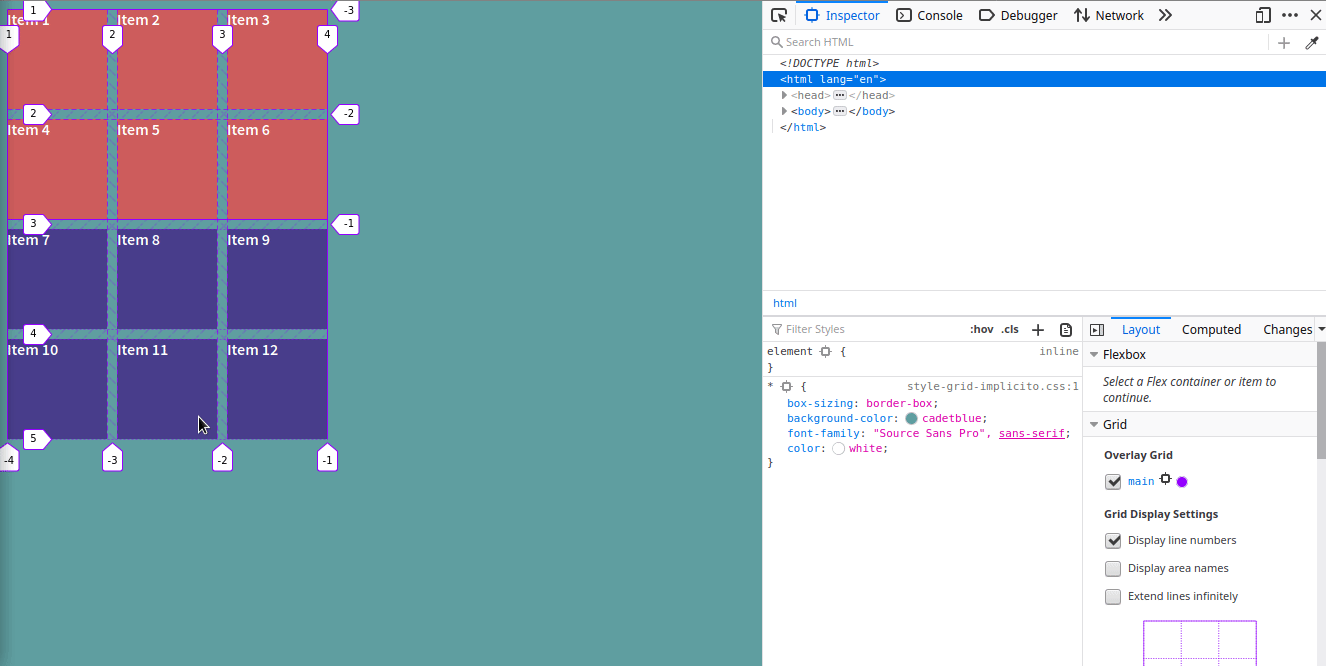 1 -3
Item 1 Item 2 Item 3
1 2 3 4
2 -2
Item 4 Item 5 Item 6
3 -1
Item 7 Item 8 Item 9
4
Item 10 Item 11 Item 12
5
-4 -3 -2 -1
Inspector Console Debugger Network
Search HTML
<!DOCTYPE html>
<html lang="en">
<head> ••• </head>
<body> ••• </body>
</html>
html
Filter Styles :hov .cls
element { inline
}
* { style-grid-implicito.css:1
box-sizing: border-box;
background-color: cadetblue;
font-family: "Source Sans Pro", sans-serif;
color: white;
}
Layout Computed Changes
Flexbox
Select a Flex container or item to
continue.
Grid
Overlay Grid
main
Grid Display Settings
Display line numbers
Display area names
Extend lines infinitely